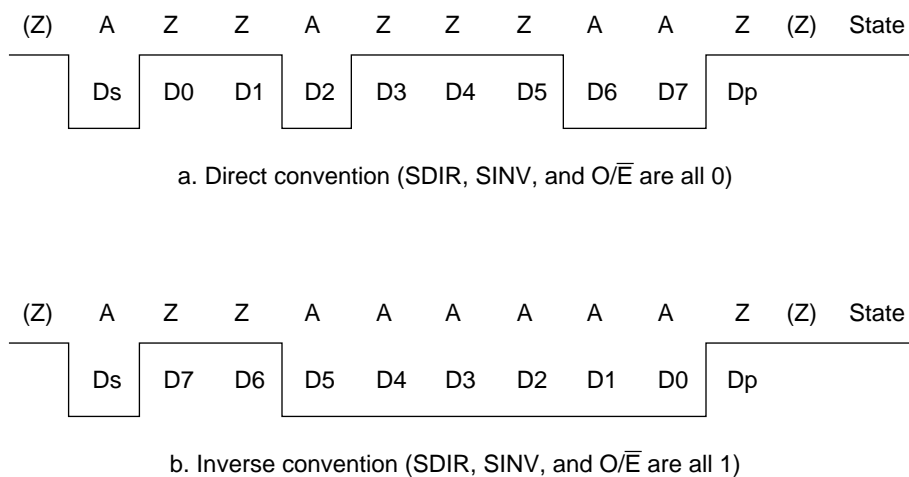 (Z) A Z Z A Z Z Z A A Z (Z) State
Ds D0 D1 D2 D3 D4 D5 D6 D7 Dp
a. Direct convention (SDIR, SINV, and O/E̅ are all 0)
(Z) A Z Z A A A A A A Z (Z) State
Ds D7 D6 D5 D4 D3 D2 D1 D0 Dp
b. Inverse convention (SDIR, SINV, and O/E̅ are all 1)